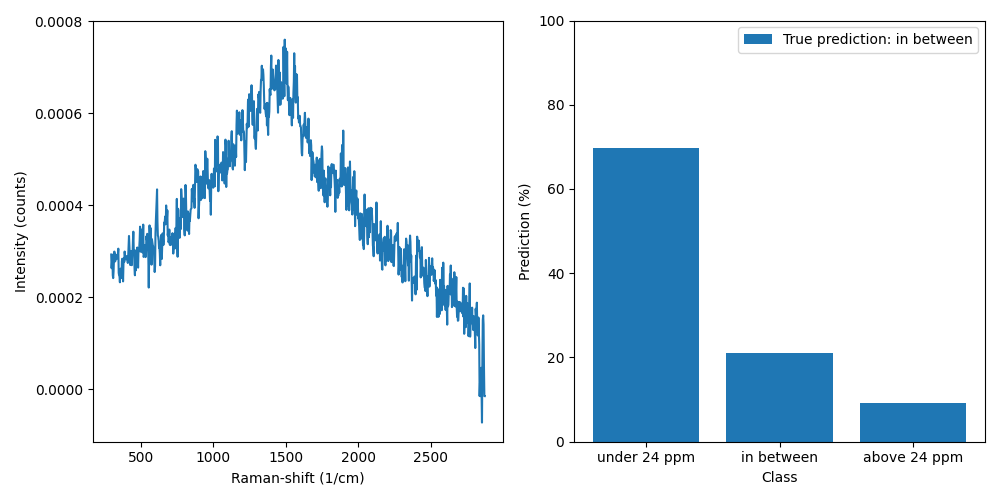 0.0008
0.0006
0.0004
0.0002
0.0000
500
1000
1500
2000
2500
Raman-shift (1/cm)
Intensity (counts)
100
80
60
40
20
0
True prediction: in between
under 24 ppm
in between
above 24 ppm
Class
Prediction (%)